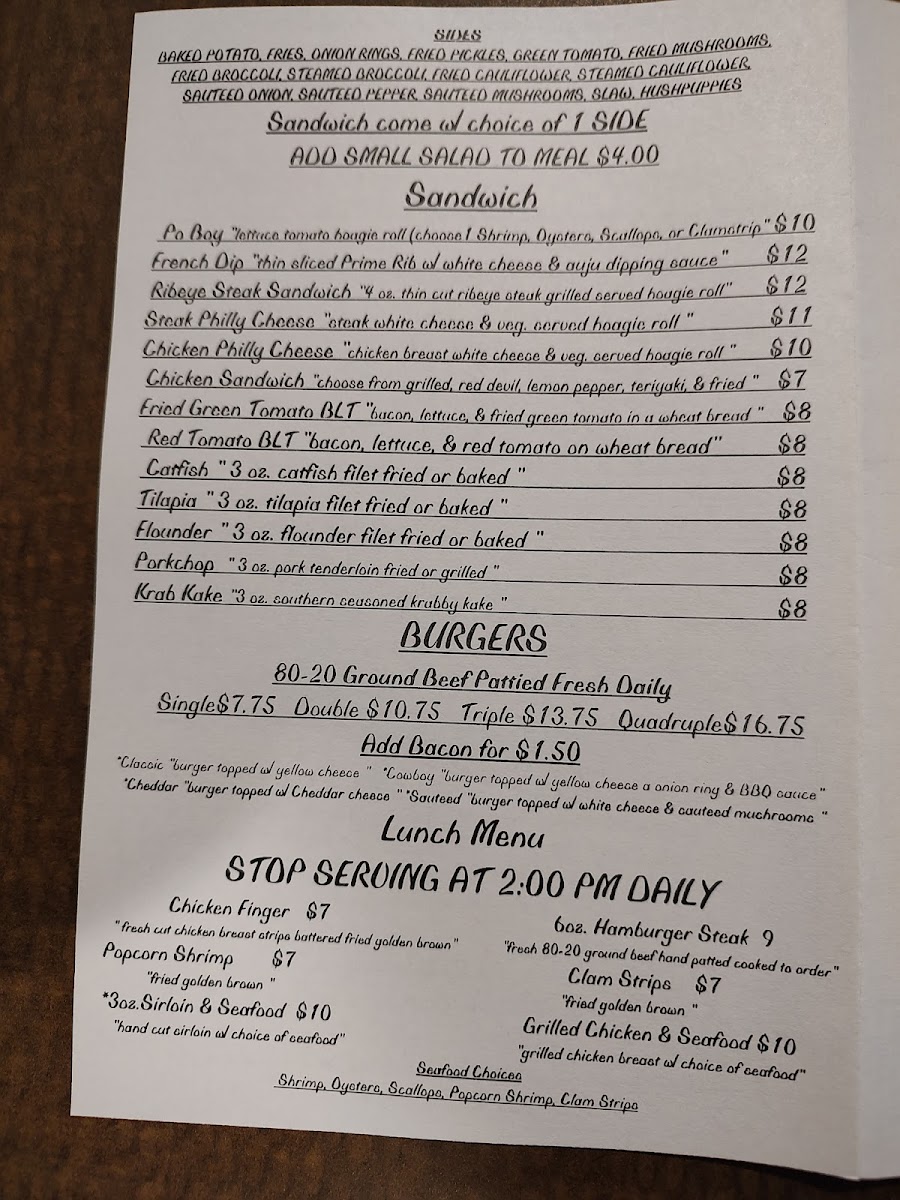 SIDES
BAKED POTATO, FRIES, ONION RINGS, FRIED PICKLES, GREEN TOMATO, FRIED MUSHROOMS,
FRIED BROCCOLI, STEAMED BROCCOLI, FRIED CAULIFLOWER, STEAMED CAULIFLOWER,
SAUTEED ONION, SAUTEED PEPPER, SAUTEED MUSHROOMS, SLAW, HUSHPUPPIES
Sandwich come w/ choice of 1 SIDE
ADD SMALL SALAD TO MEAL $4.00
Sandwich
Po Boy "lettuce tomato hoagie roll (choose 1 Shrimp, Oysters, Scallops, or Clamstrip" $10
French Dip "thin sliced Prime Rib w/ white cheese & auju dipping sauce" $12
Ribeye Steak Sandwich "4 oz. thin cut ribeye steak grilled served hoagie roll" $12
Steak Philly Cheese "steak white cheese & veg. served hoagie roll " $11
Chicken Philly Cheese "chicken breast white cheese & veg. served hoagie roll " $10
Chicken Sandwich "choose from grilled, red devil, lemon pepper, teriyaki, & fried " $7
Fried Green Tomato BLT "bacon, lettuce, & fried green tomato in a wheat bread " $8
Red Tomato BLT "bacon, lettuce, & red tomato on wheat bread" $8
Catfish "3 oz. catfish filet fried or baked " $8
Tilapia "3 oz. tilapia filet fried or baked " $8
Flounder "3 oz. flounder filet fried or baked " $8
Porkchop "3 oz. pork tenderloin fried or grilled " $8
Krab Kake "3 oz. southern seasoned krabby kake " $8
BURGERS
80-20 Ground Beef Pattied Fresh Daily
Single$7.75 Double $10.75 Triple $13.75 Quadruple$16.75
Add Bacon for $1.50
*Classic "burger topped w/ yellow cheese " *Cowboy "burger topped w/ yellow cheese a onion ring & BBQ sauce"
*Cheddar "burger topped w/ Cheddar cheese " *Sauteed "burger topped w/ white cheese & sauteed muchrooms "
Lunch Menu
STOP SERVING AT 2:00 PM DAILY
Chicken Finger $7
"fresh cut chicken breast strips battered fried golden brown"
Popcorn Shrimp $7
"fried golden brown "
*3oz.Sirloin & Seafood $10
"hand cut sirloin w/ choice of seafood"
6oz. Hamburger Steak 9
"fresh 80-20 ground beef hand patted cooked to order"
Clam Strips $7
"fried golden brown "
Grilled Chicken & Seafood $10
"grilled chicken breast w/ choice of seafood"
Seafood Choices
Shrimp, Oysters, Scallops, Popcorn Shrimp, Clam Strips